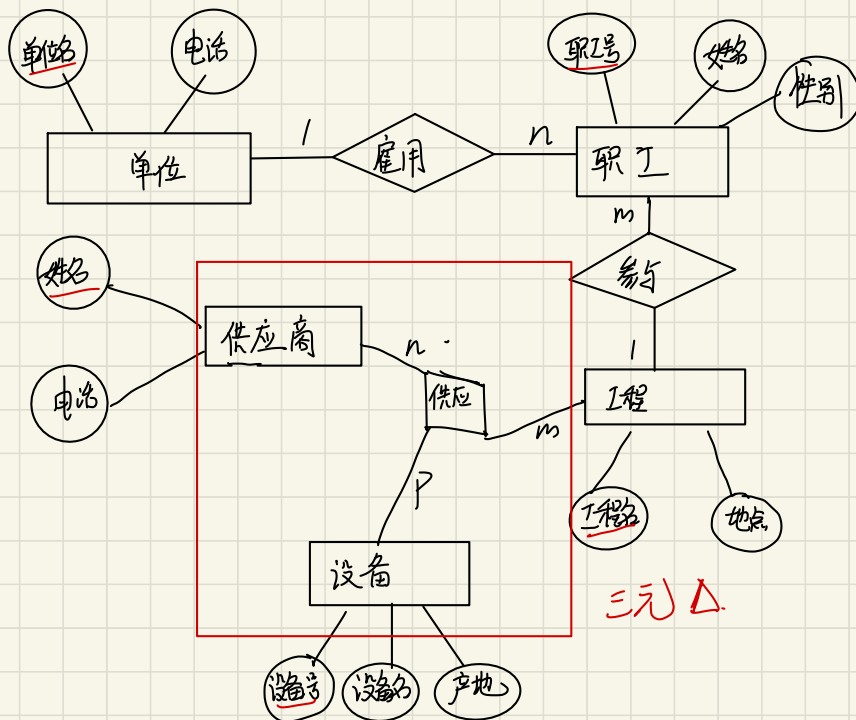 单位名
电话
职工号
姓名
性别
单位
1
雇用
n
职工
m
参与
1
姓名
电话
供应商
n
供应
m
P
工程
工程名
地点
设备
设备号
设备名
产地
三元 △